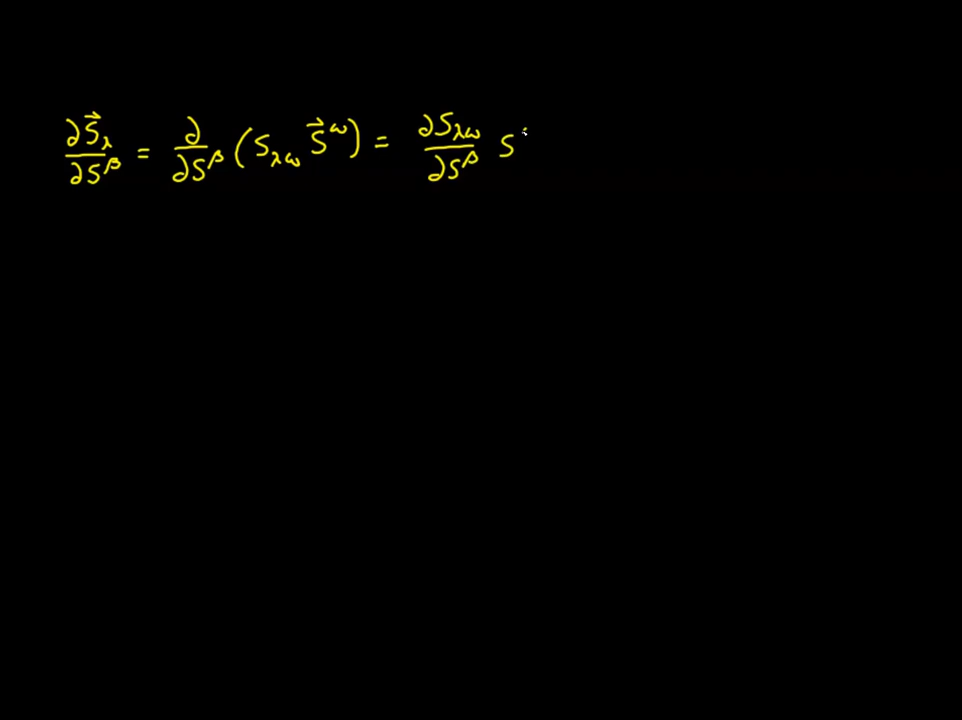 ∂S⃗_λ/∂S^β = ∂/∂S^β (S_λω S⃗^ω) = ∂S_λω/∂S^β S